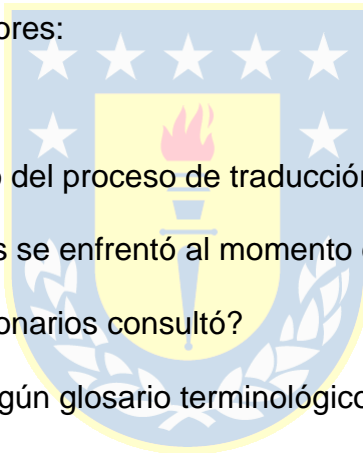 ores:
del proceso de traducción
s se enfrentó al momento
onarios consultó?
gún glosario terminológico